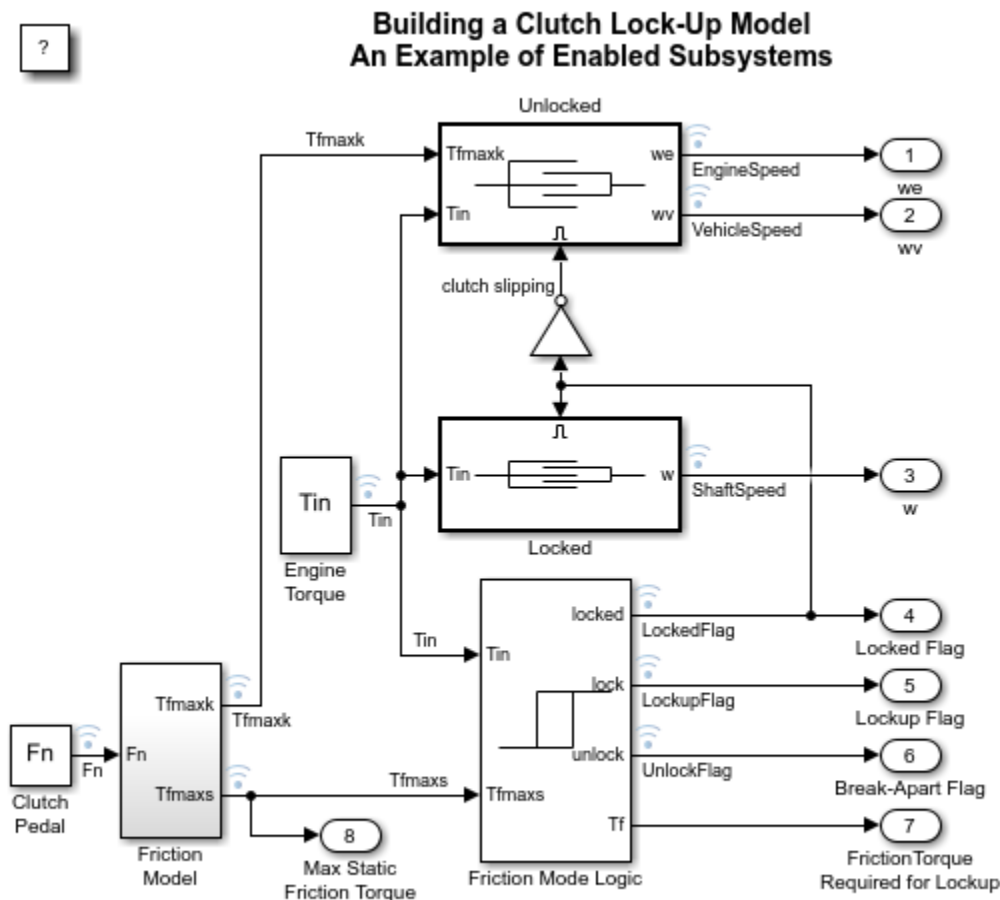 Building a Clutch Lock-Up Model
An Example of Enabled Subsystems
?
Unlocked
Tfmaxk
Tfmaxk
we
EngineSpeed
1
we
Tin
wv
VehicleSpeed
2
wv
clutch slipping
Tin
w
ShaftSpeed
3
w
Locked
Tin
Tin
Engine
Torque
locked
LockedFlag
4
Locked Flag
Tin
Tin
lock
LockupFlag
5
Lockup Flag
unlock
UnlockFlag
6
Break-Apart Flag
Tfmaxs
Tfmaxs
Tf
7
FrictionTorque
Required for Lockup
Friction Mode Logic
Fn
Fn
Clutch
Pedal
Fn
Tfmaxk
Tfmaxk
Tfmaxs
Friction
Model
8
Max Static
Friction Torque